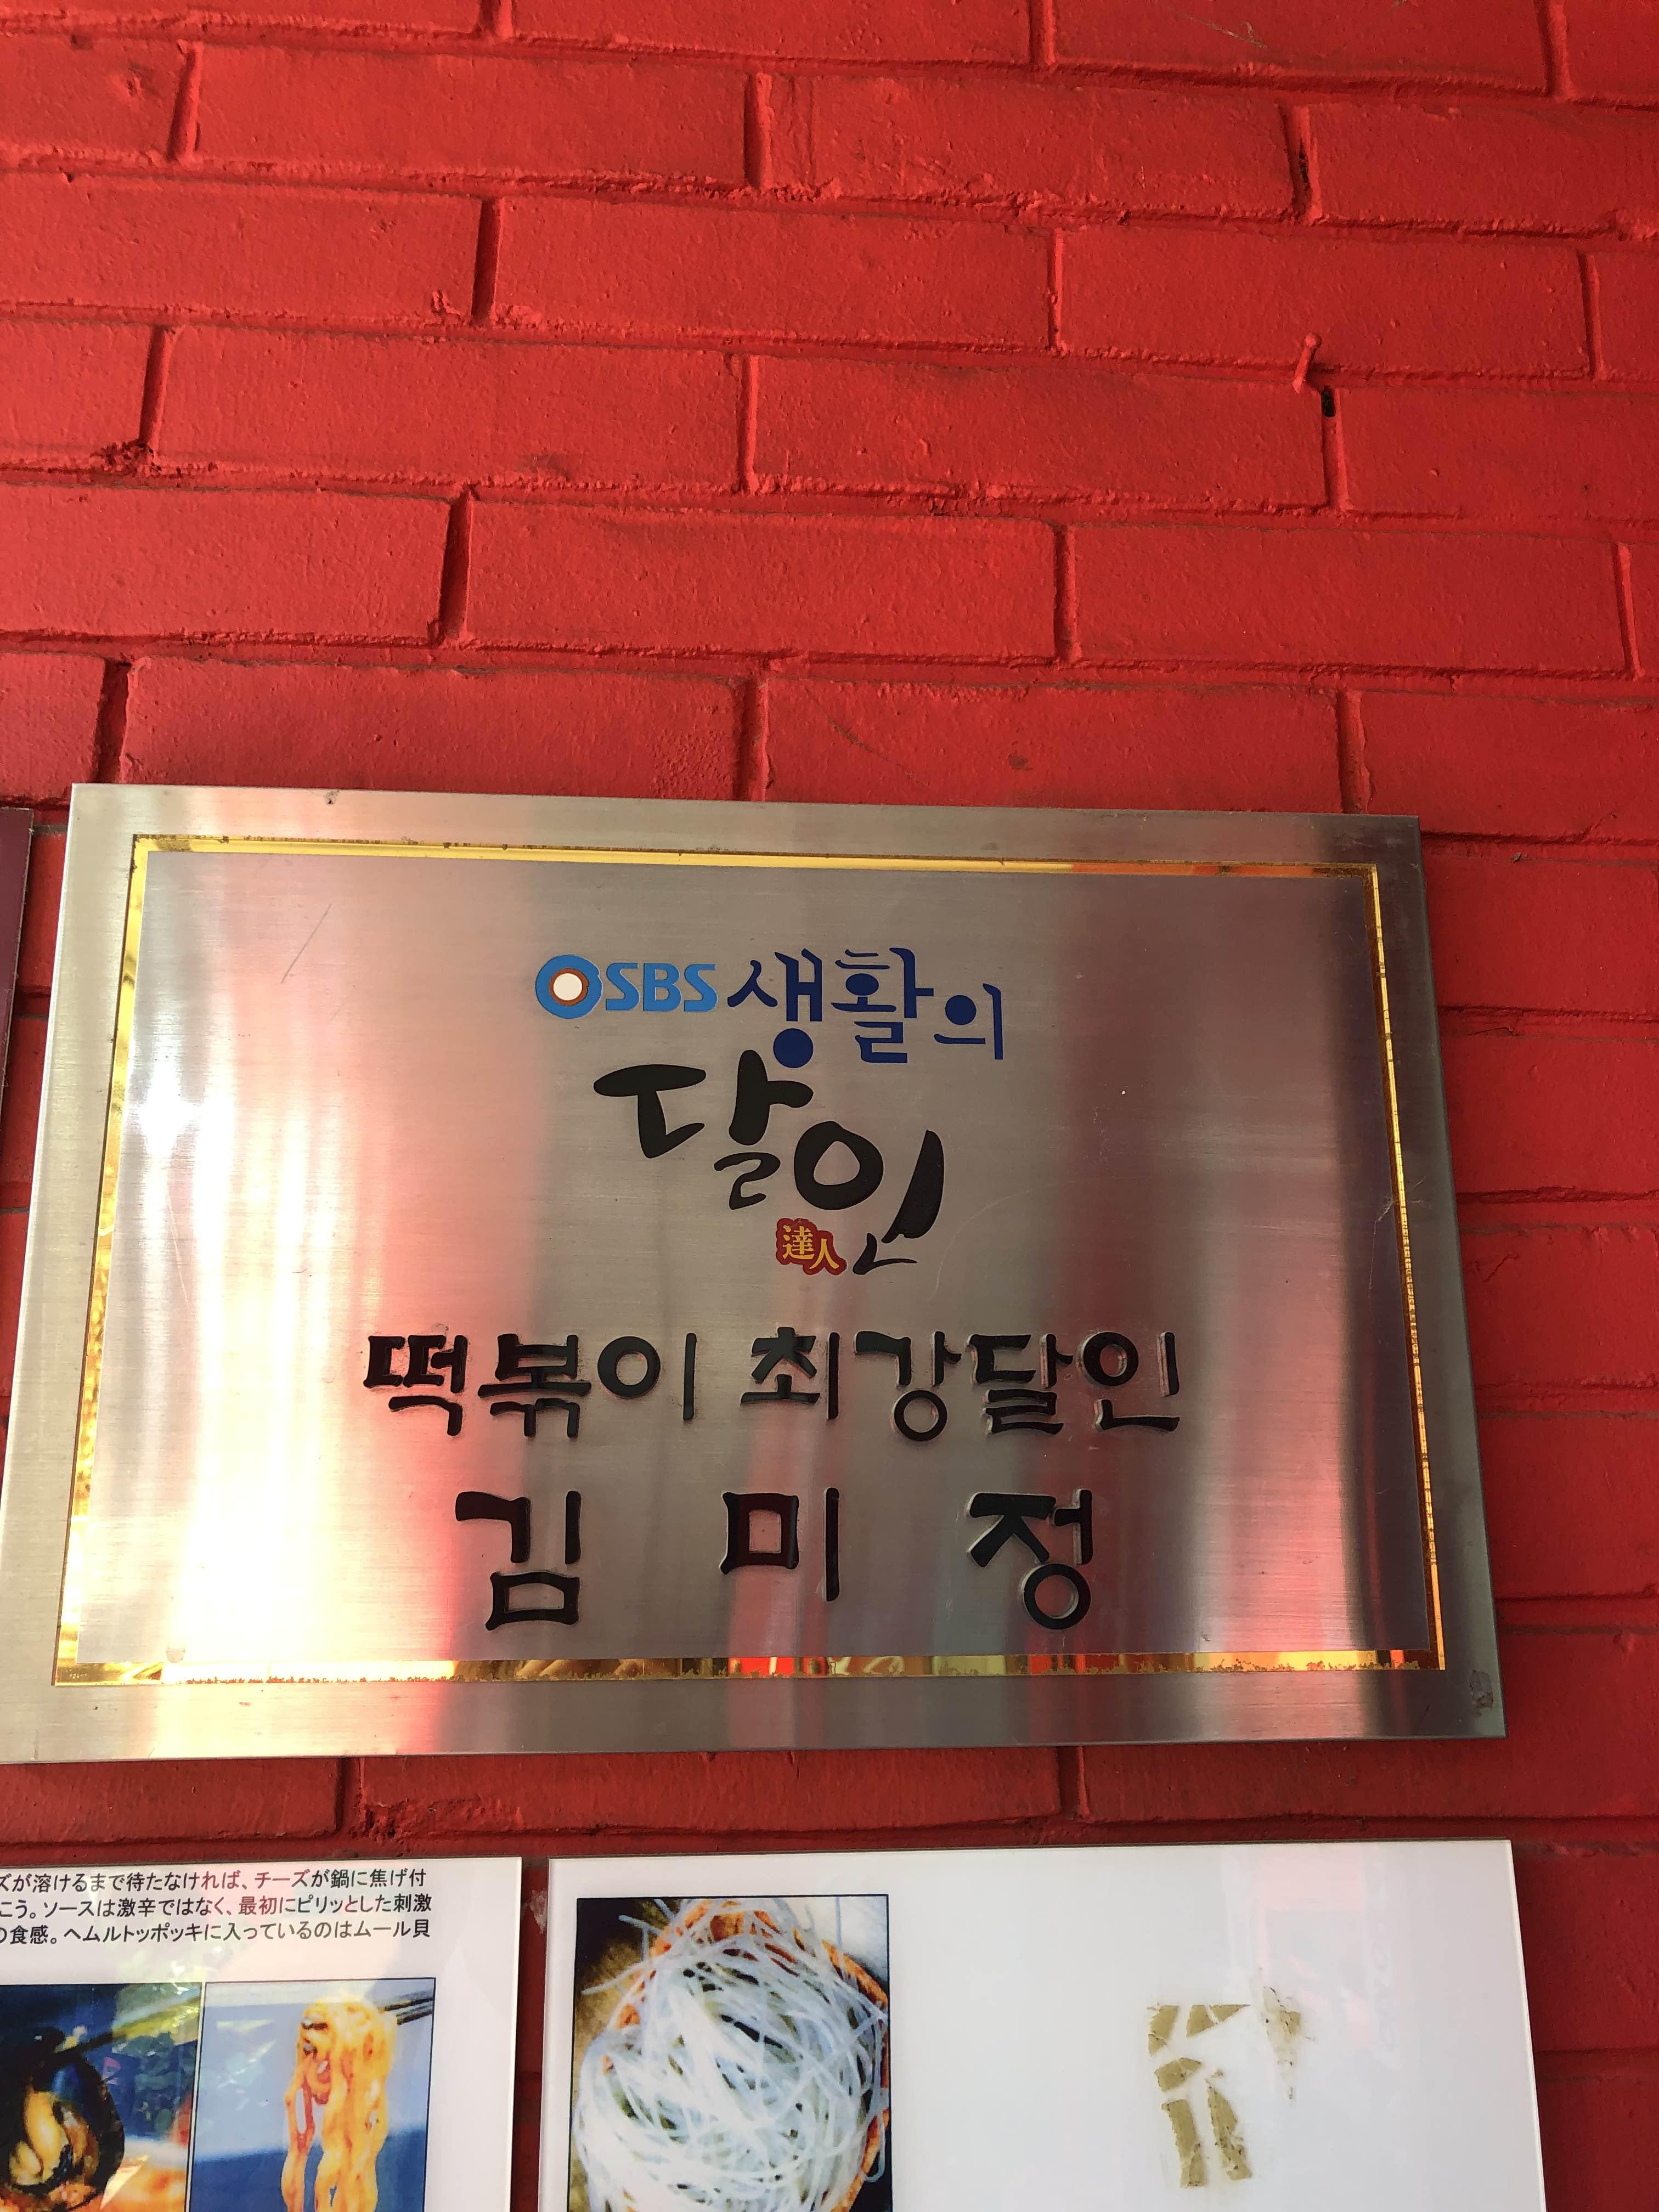 SBS 생활의
달인
達人
떡볶이 최강달인
김 미 정
ズが溶けるまで待たなければ、チーズが鍋に焦げ付
こう。ソースは激辛ではなく、最初にピリッとした刺激
の食感。ヘムルトッポッキに入っているのはムール貝